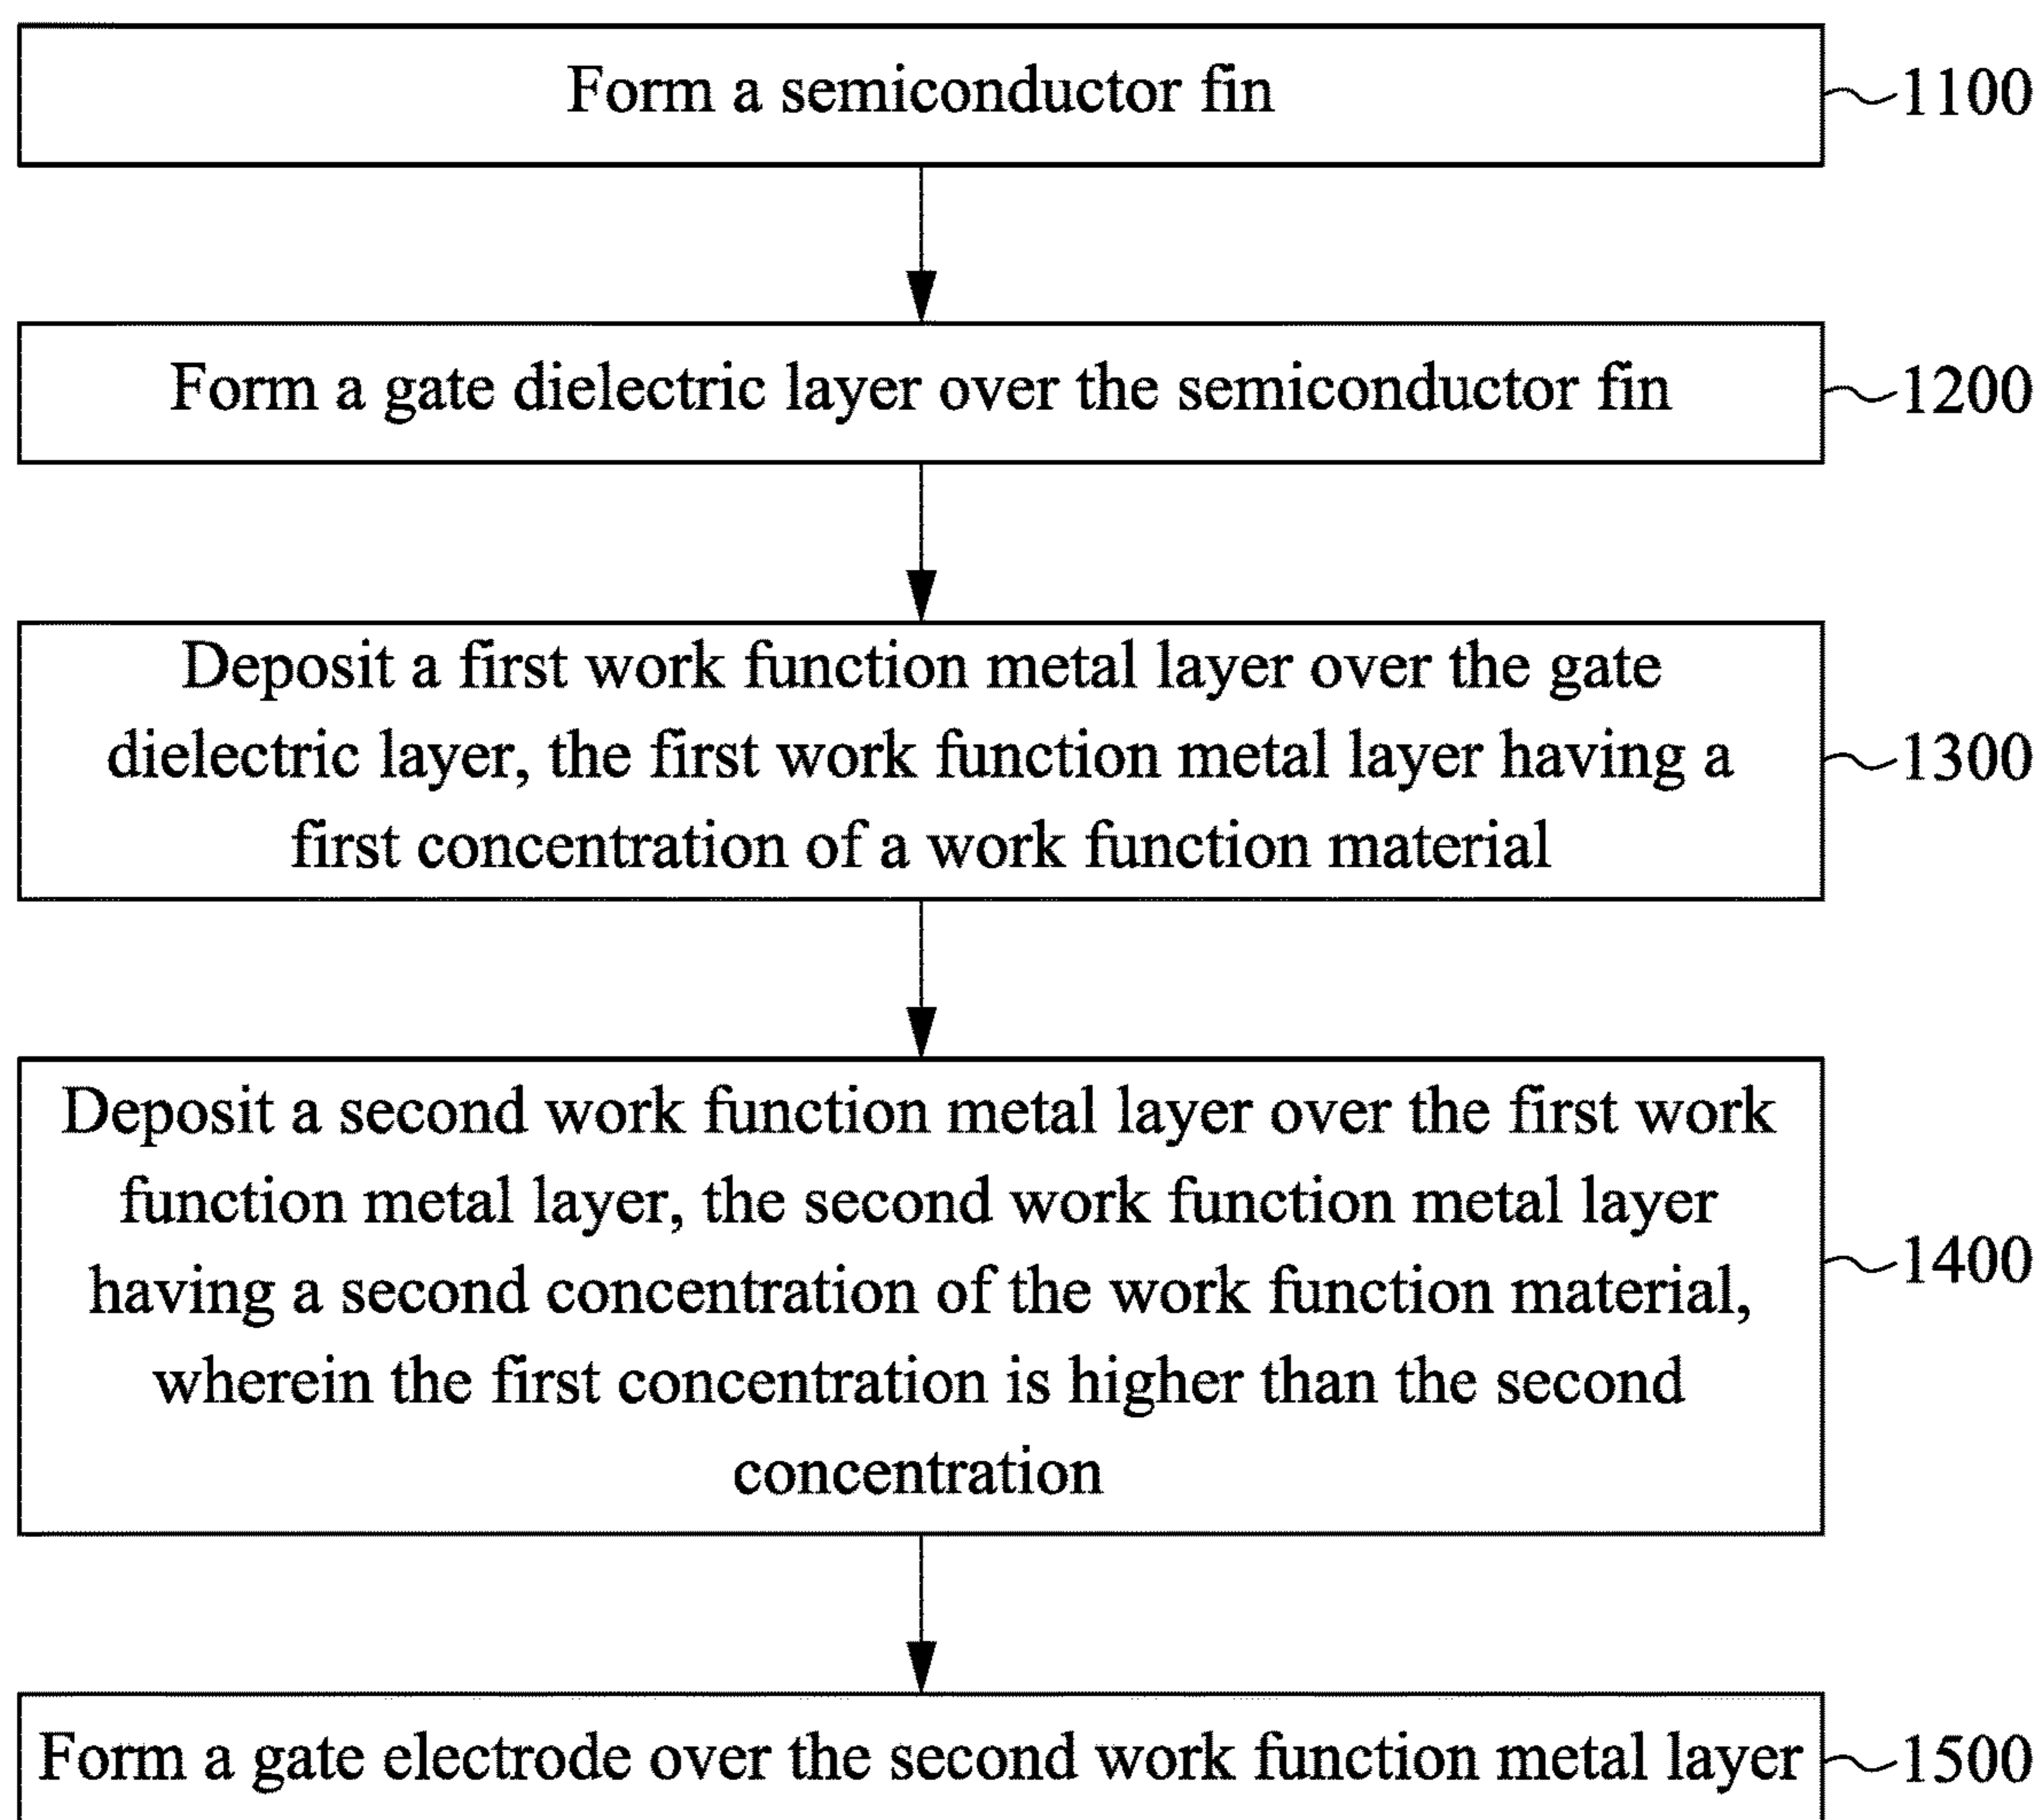 Form a semiconductor fin
1100
Form a gate dielectric layer over the semiconductor fin
1200
Deposit a first work function metal layer over the gate
dielectric layer, the first work function metal layer having a
first concentration of a work function material
1300
Deposit a second work function metal layer over the first work
function metal layer, the second work function metal layer
having a second concentration of the work function material,
wherein the first concentration is higher than the second
concentration
1400
Form a gate electrode over the second work function metal layer
1500